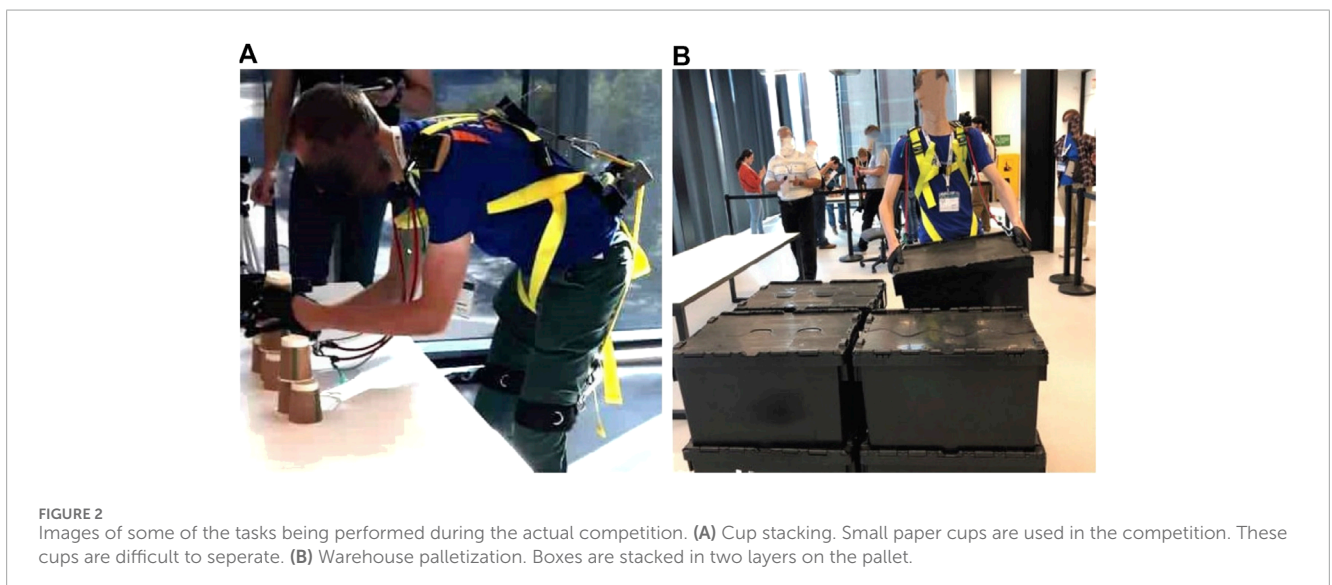 A
B
FIGURE 2
Images of some of the tasks being performed during the actual competition. (A) Cup stacking. Small paper cups are used in the competition. These
cups are difficult to seperate. (B) Warehouse palletization. Boxes are stacked in two layers on the pallet.